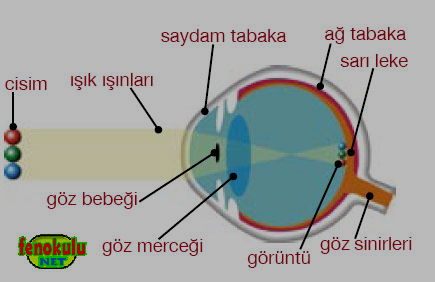 saydam tabaka
ağ tabaka
sarı leke
cisim
ışık ışınları
göz bebeği
göz merceği
görüntü
göz sinirleri
fenokulu
NET